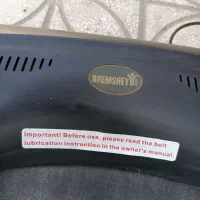 BREMSHEY
Important! Before use, please read the belt
lubrication instruction in the owner's manual